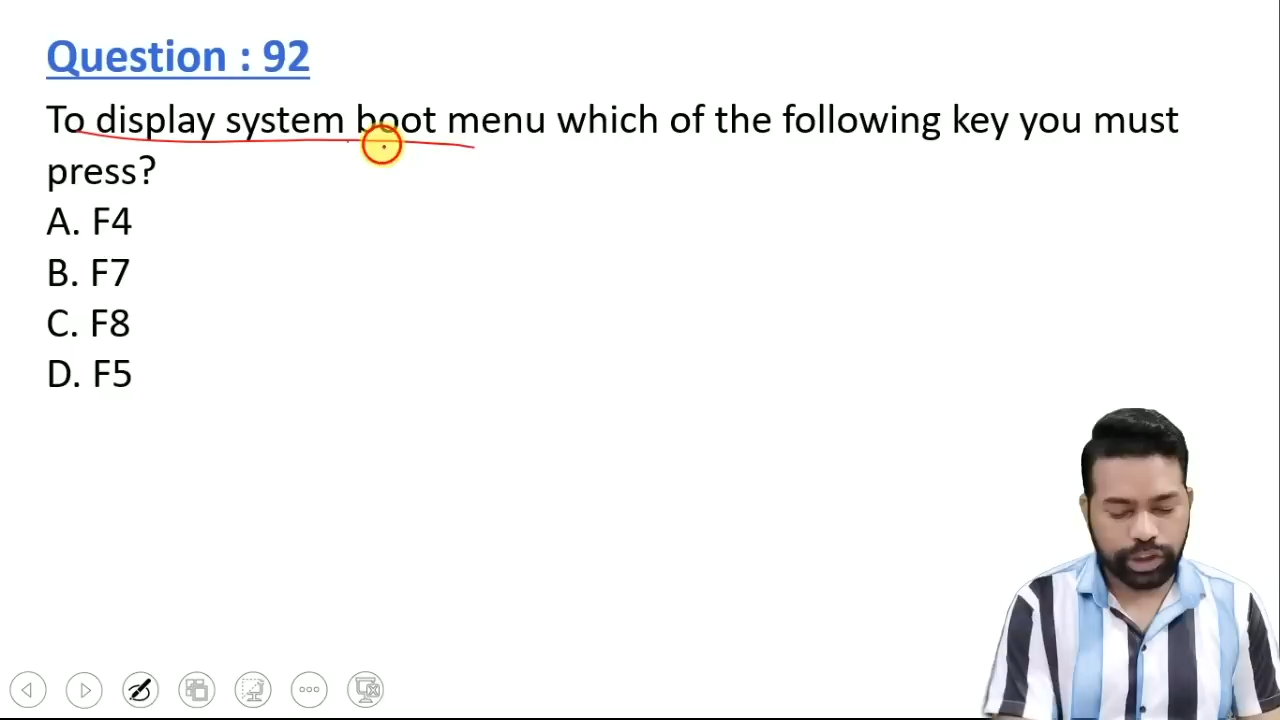 Question : 92
To display system boot menu which of the following key you must
press?
A. F4
B. F7
C. F8
D. F5